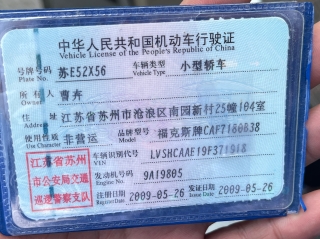 中华人民共和国机动车行驶证
Vehicle License of the People's Republic of China
号牌号码 苏E52X56 车辆类型 小型轿车
Plate No. Vehicle Type
所有人 曹卉
Owner
住址 江苏省苏州市沧浪区南园新村25幢104室
Address
使用性质 非营运 品牌型号 福克斯牌CAF7180M38
Use Character Model
江苏省苏州 车辆识别代号 LVSHCAAE19F371918
市公安局交通 VIN
巡逻警察支队 发动机号码 9A19805
Engine No.
注册日期 2009-05-26 发证日期 2009-05-26
Register Date Issue Date